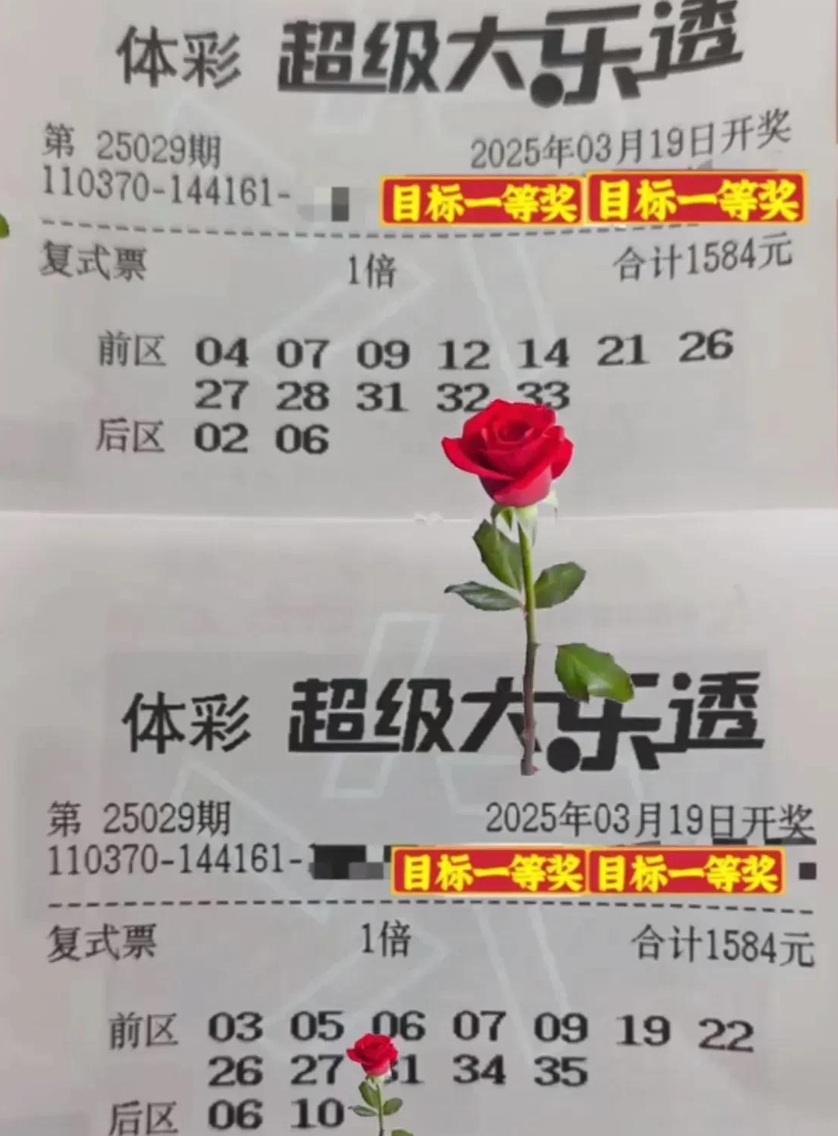 体彩 超级大乐透
第 25029期 2025年03月19日开奖
110370-144161- 目标一等奖 目标一等奖
复式票 1倍 合计1584元
前区 04 07 09 12 14 21 26
27 28 31 32 33
后区 02 06
体彩 超级大乐透
第 25029期 2025年03月19日开奖
110370-144161- 目标一等奖 目标一等奖
复式票 1倍 合计1584元
前区 03 05 06 07 09 19 22
26 27 31 34 35
后区 06 10